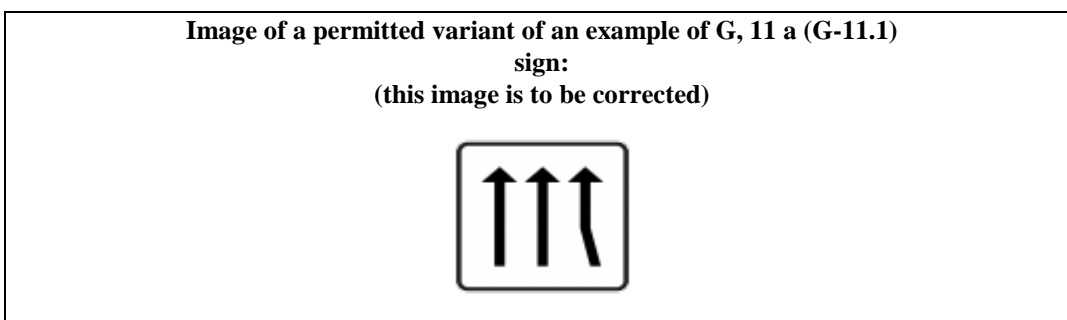 Image of a permitted variant of an example of G, 11 a (G-11.1)
sign:
(this image is to be corrected)